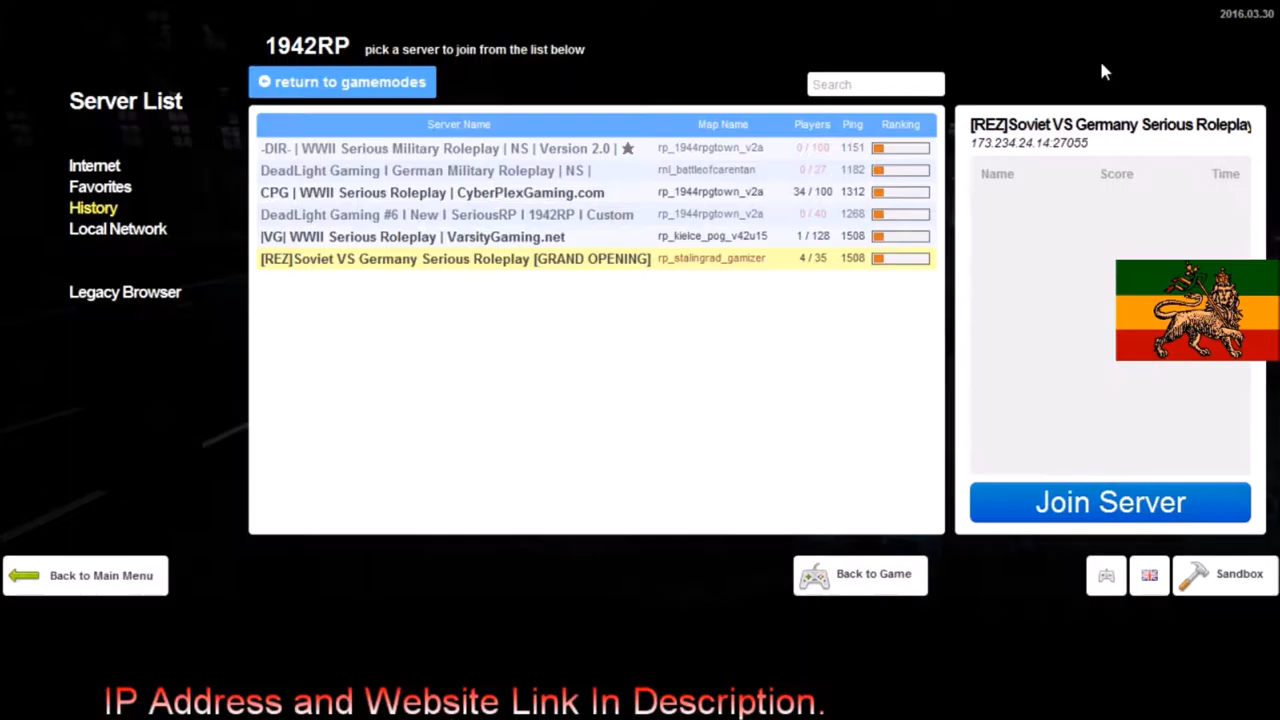 2016.03.30
1942RP pick a server to join from the list below
return to gamemodes
Search
Server List
Internet
Favorites
History
Local Network
Legacy Browser
Server Name Map Name Players Ping Ranking
-DIR- | WWII Serious Military Roleplay | NS | Version 2.0 | ★ rp_1944rpgtown_v2a 0 / 100 1151
DeadLight Gaming I German Military Roleplay | NS | rnl_battleofcarentan 0 / 27 1182
CPG | WWII Serious Roleplay | CyberPlexGaming.com rp_1944rpgtown_v2a 34 / 100 1312
DeadLight Gaming #6 I New I SeriousRP I 1942RP I Custom rp_1944rpgtown_v2a 0 / 40 1268
|VG| WWII Serious Roleplay | VarsityGaming.net rp_kielce_pog_v42u15 1 / 128 1508
[REZ]Soviet VS Germany Serious Roleplay [GRAND OPENING] rp_stalingrad_gamizer 4 / 35 1508
[REZ]Soviet VS Germany Serious Roleplay
173.234.24.14:27055
Name Score Time
Join Server
Back to Main Menu
Back to Game
Sandbox
IP Address and Website Link In Description.